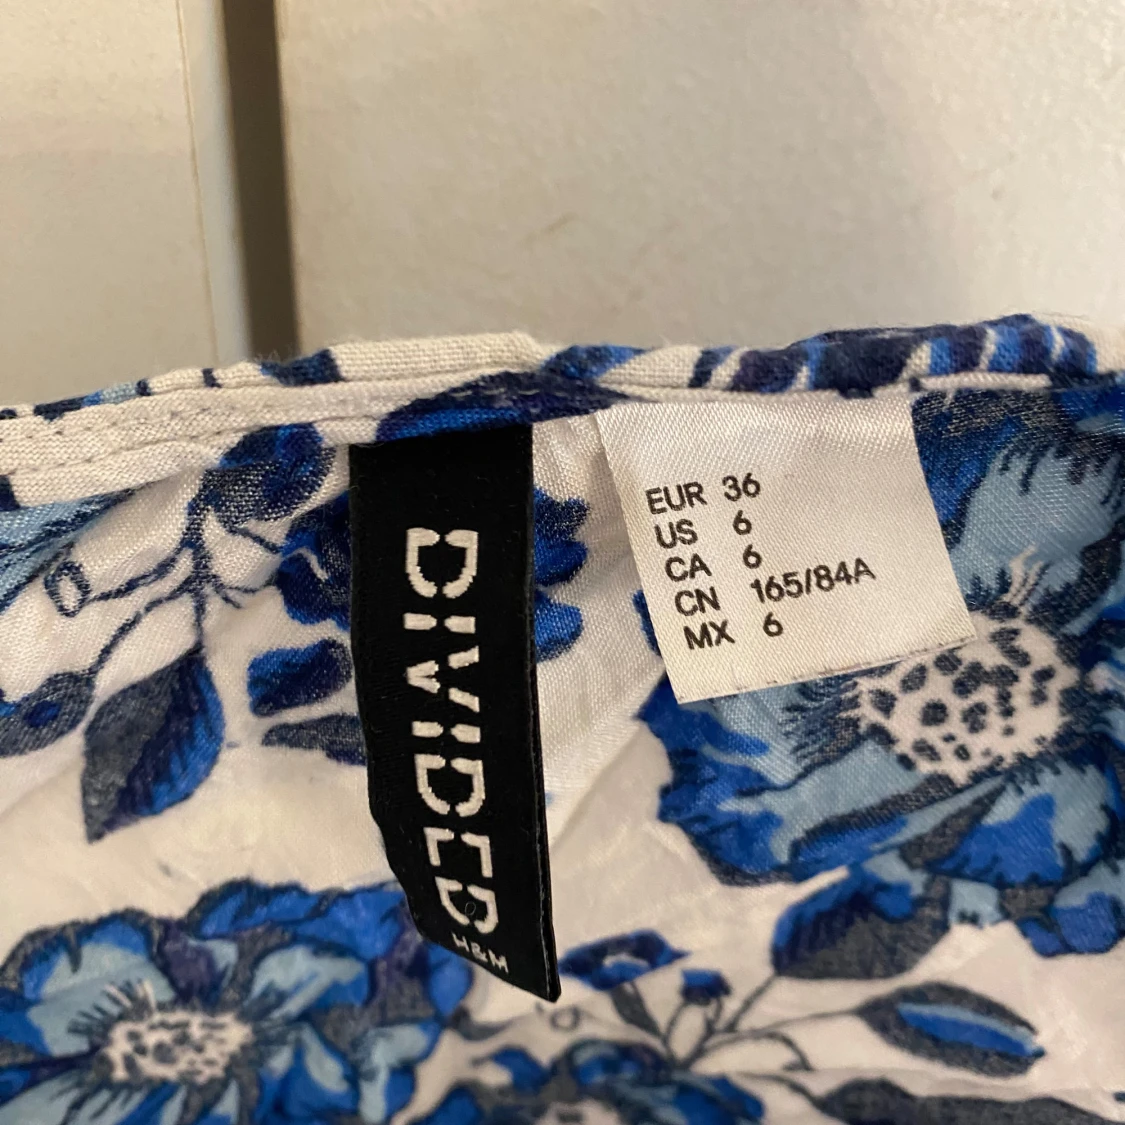 DIVIDED
H&M
EUR 36
US 6
CA 6
CN 165/84A
MX 6